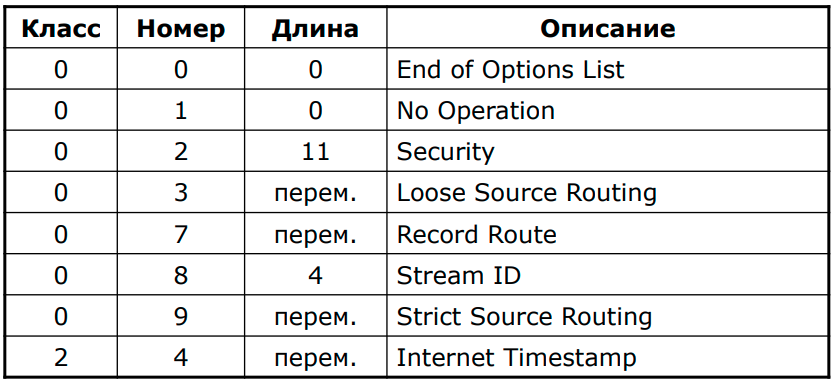 Класс Номер Длина Описание
0 0 0 End of Options List
0 1 0 No Operation
0 2 11 Security
0 3 перем. Loose Source Routing
0 7 перем. Record Route
0 8 4 Stream ID
0 9 перем. Strict Source Routing
2 4 перем. Internet Timestamp